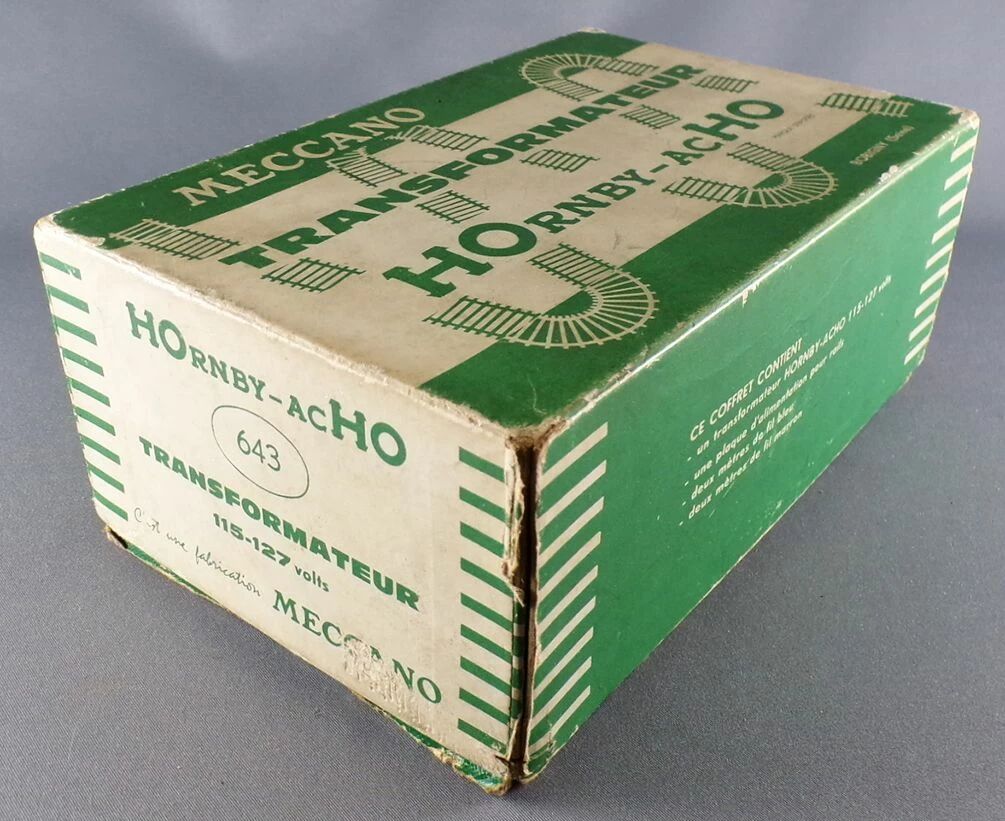 MECCANO
TRANSFORMATEUR
HORNBY-ACHO
BOBIGNY (Seine)
HORNBY-ACHO
643
TRANSFORMATEUR
115-127 volts
C'est une fabrication MECCANO
CE COFFRET CONTIENT
- un transformateur HORNBY-ACHO 115-127 volts
- une plaque d'alimentation pour rails
- deux mètres de fil bleu
- deux mètres de fil marron